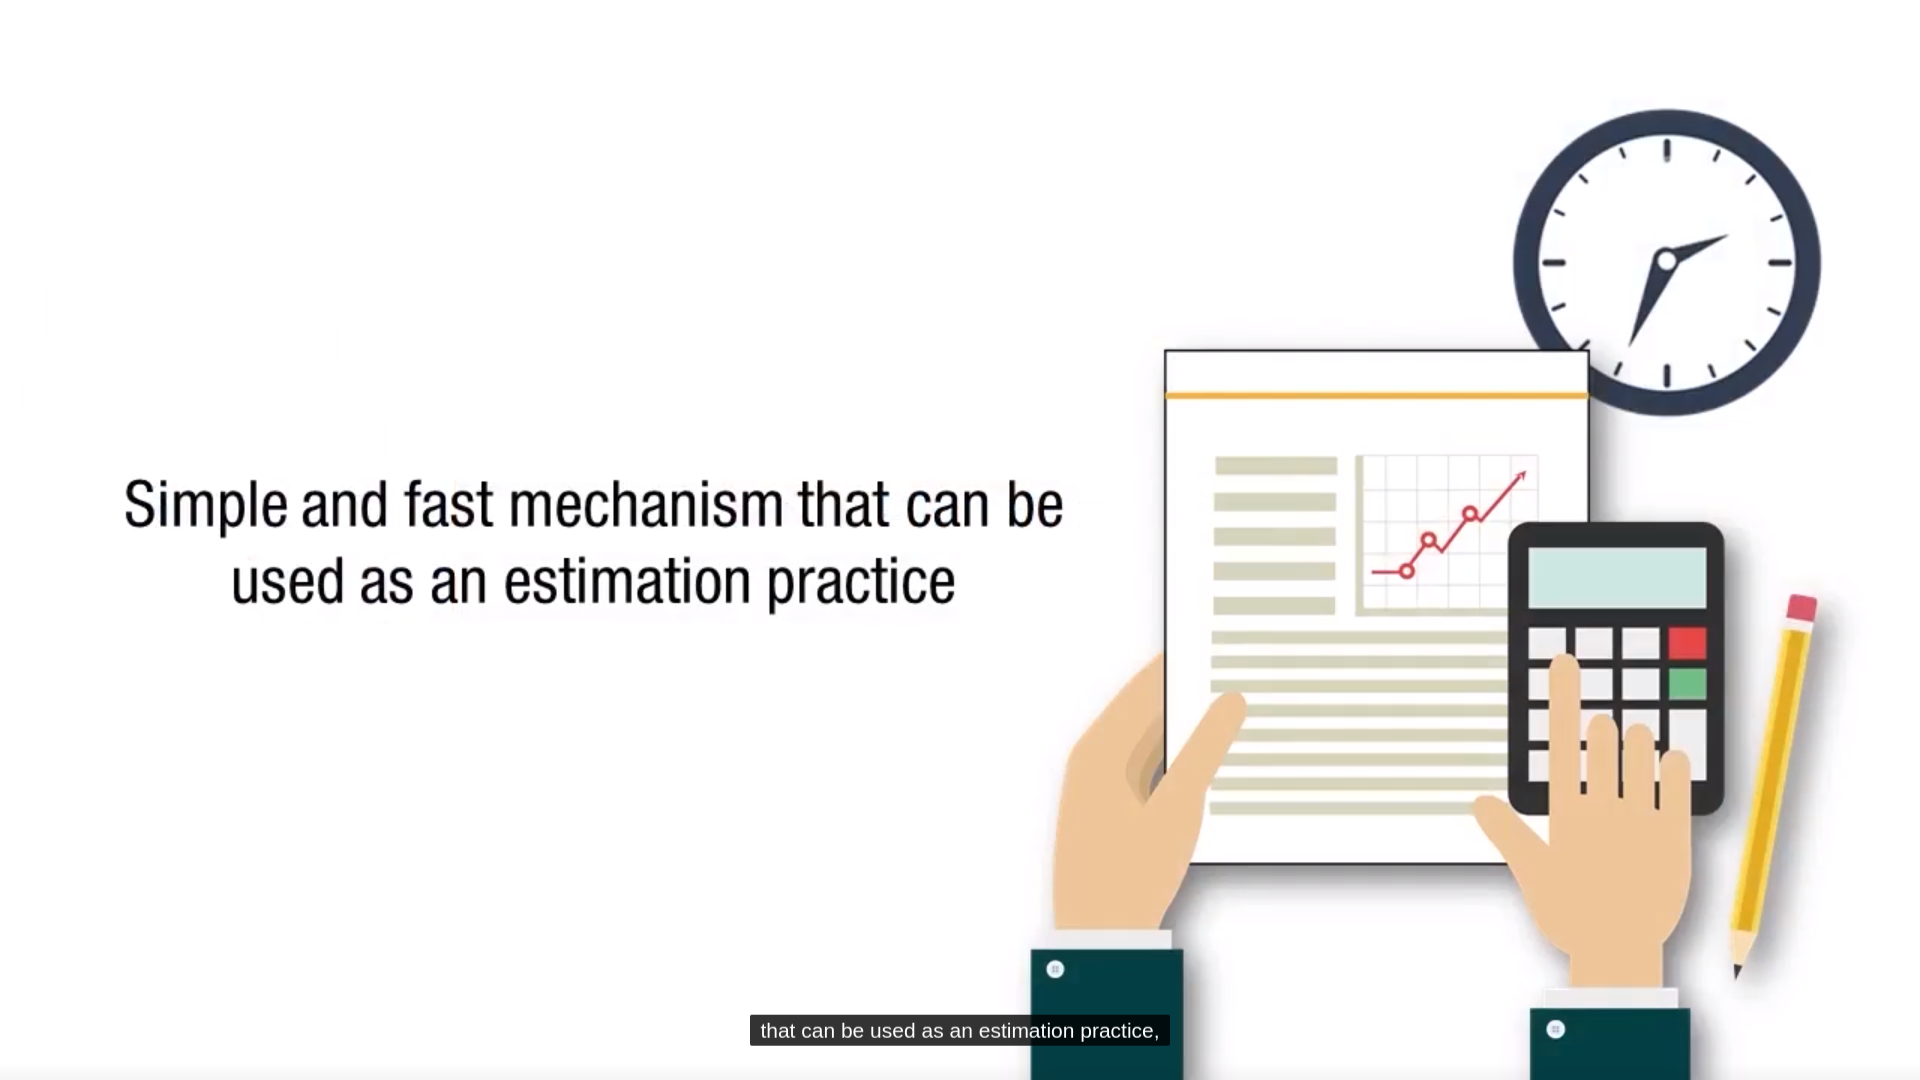 Simple and fast mechanism that can be
used as an estimation practice
that can be used as an estimation practice,